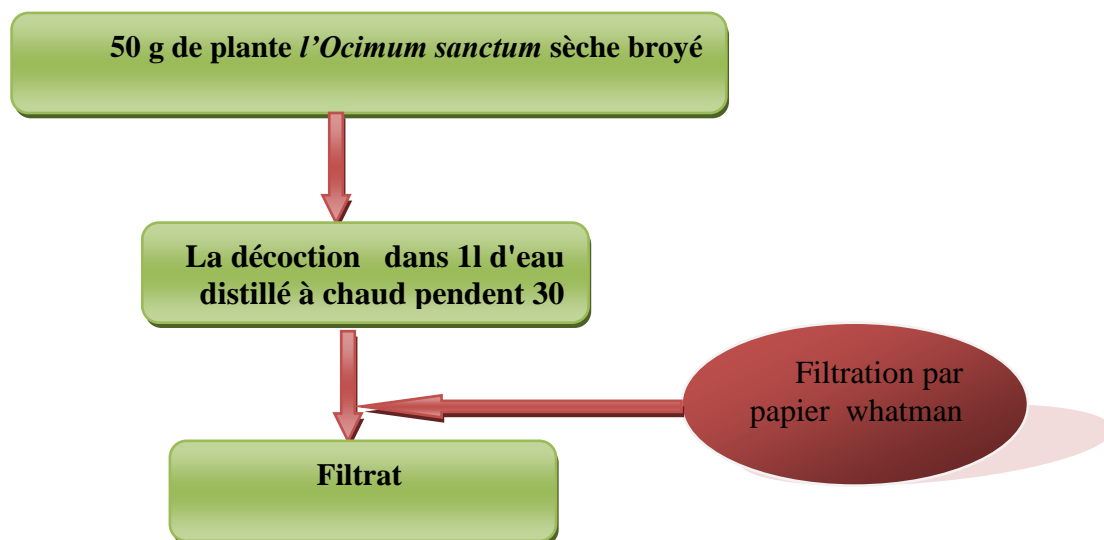 50 g de plante l’Ocimum sanctum sèche broyé
La décoction dans 1l d'eau
distillé à chaud pendent 30
Filtration par
papier whatman
Filtrat